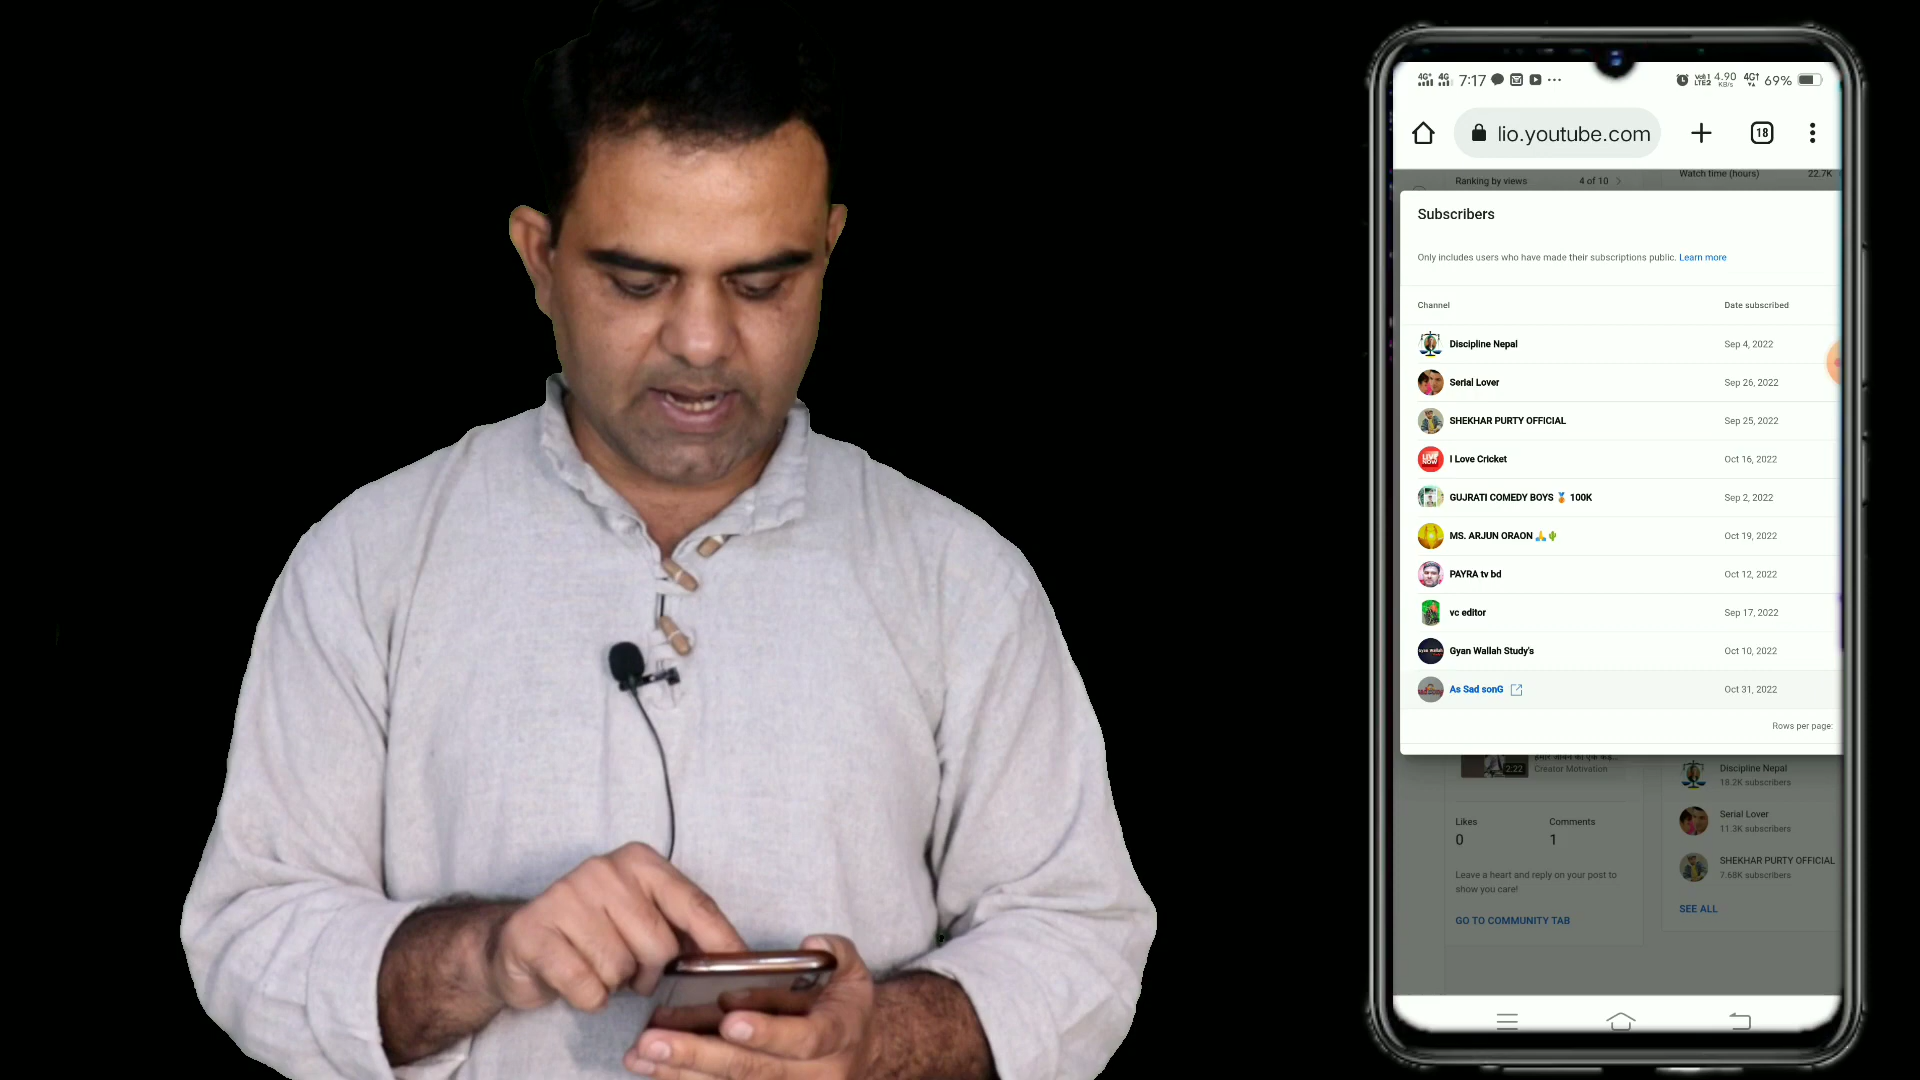 7:17
4.90
KB/s
69%
lio.youtube.com
18
Ranking by views 4 of 10
Watch time (hours) 22.7K
Subscribers
Only includes users who have made their subscriptions public. Learn more
Channel Date subscribed
Discipline Nepal Sep 4, 2022
Serial Lover Sep 26, 2022
SHEKHAR PURTY OFFICIAL Sep 25, 2022
I Love Cricket Oct 16, 2022
GUJRATI COMEDY BOYS 🏅 100K Sep 2, 2022
MS. ARJUN ORAON 🙏🌵 Oct 19, 2022
PAYRA tv bd Oct 12, 2022
vc editor Sep 17, 2022
Gyan Wallah Study's Oct 10, 2022
As Sad sonG Oct 31, 2022
Rows per page:
2:22
Creator Motivation
Discipline Nepal
18.2K subscribers
Likes Comments
0 1
Serial Lover
11.3K subscribers
SHEKHAR PURTY OFFICIAL
7.68K subscribers
Leave a heart and reply on your post to
show you care!
SEE ALL
GO TO COMMUNITY TAB